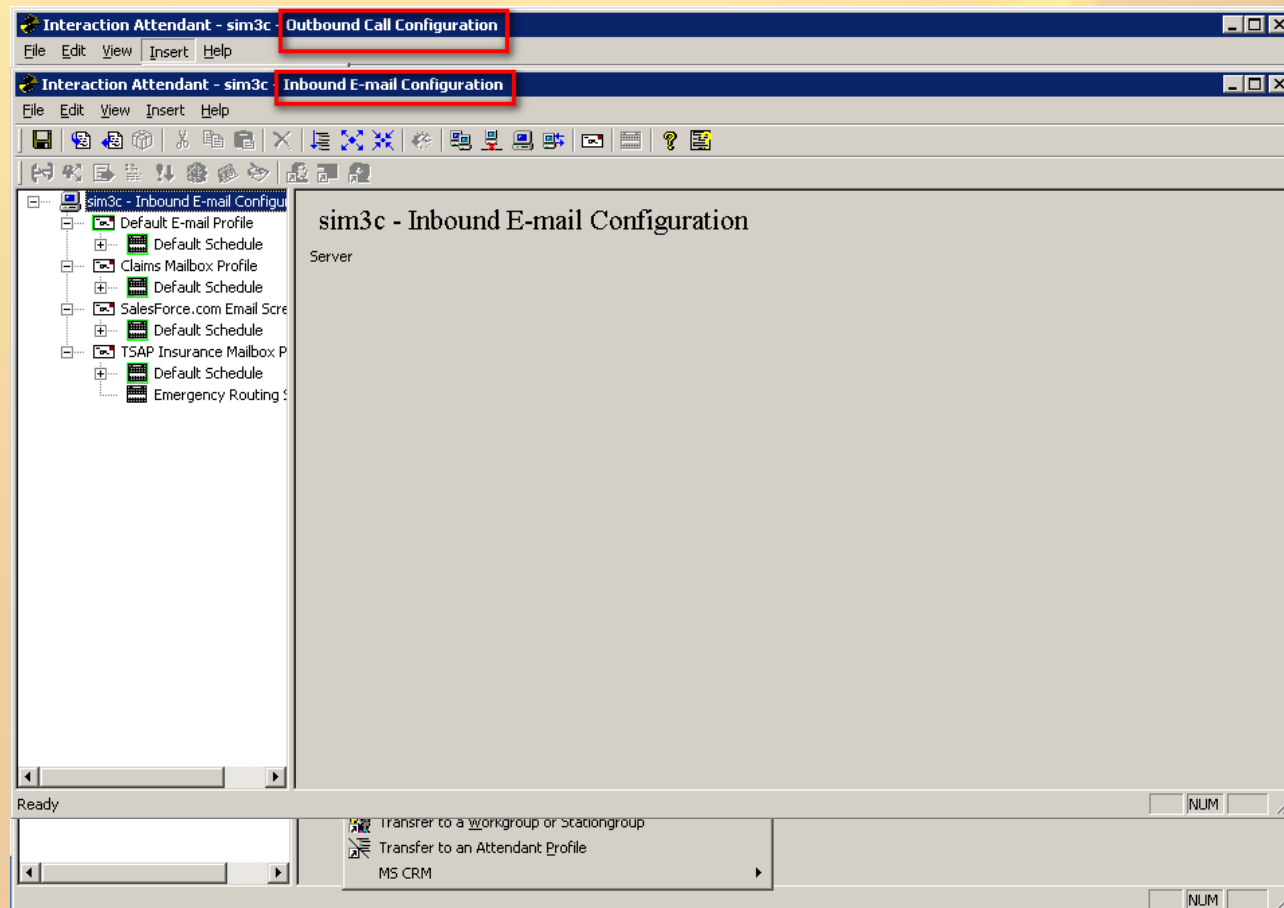 Interaction Attendant - sim3c - Outbound Call Configuration
File Edit View Insert Help
Interaction Attendant - sim3c - Inbound E-mail Configuration
File Edit View Insert Help
sim3c - Inbound E-mail Configu
Default E-mail Profile
Default Schedule
Claims Mailbox Profile
Default Schedule
SalesForce.com Email Scre
Default Schedule
TSAP Insurance Mailbox P
Default Schedule
Emergency Routing S
sim3c - Inbound E-mail Configuration
Server
Ready
NUM
Transfer to a Workgroup or Stationgroup
Transfer to an Attendant Profile
MS CRM
NUM